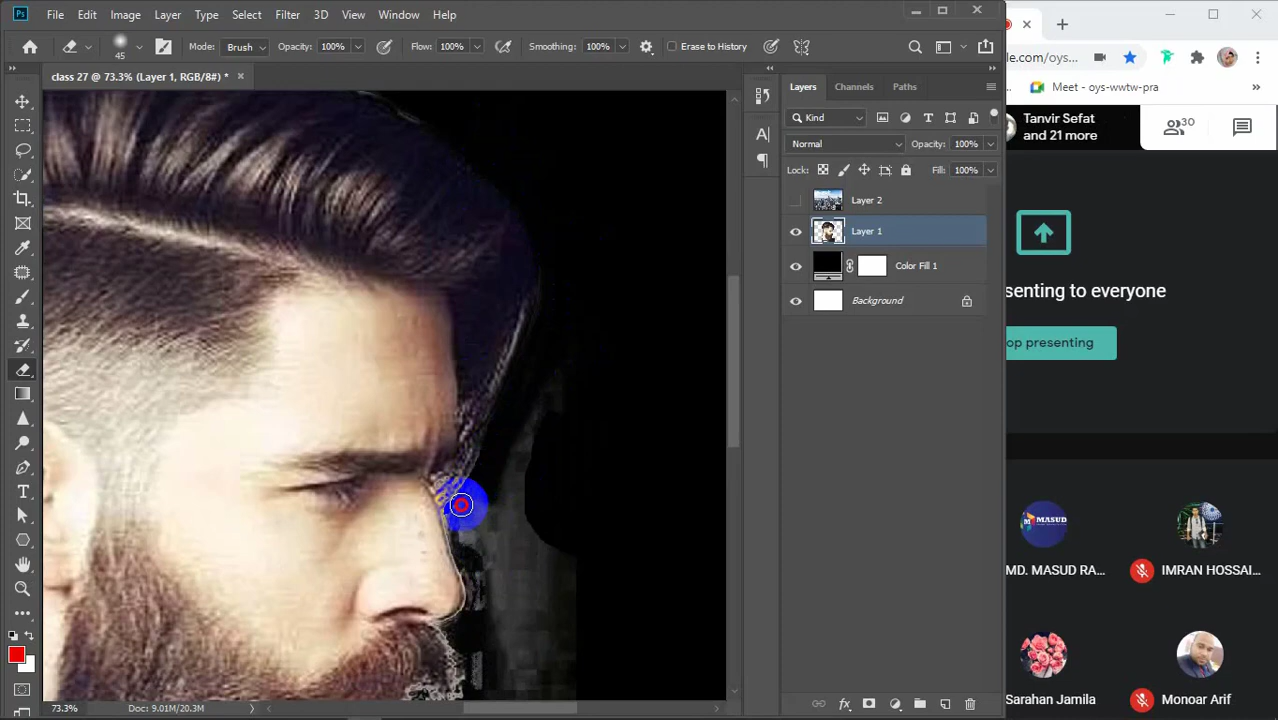 Ps File Edit Image Layer Type Select Filter 3D View Window Help
45 Mode: Brush Opacity: 100% Flow: 100% Smoothing: 100% Erase to History
class 27 @ 73.3% (Layer 1, RGB/8#) * ×
Layers Channels Paths
Kind
Normal Opacity: 100%
Lock: Fill: 100%
Layer 2
Layer 1
Color Fill 1
Background
73.3% Doc: 9.01M/20.3M
le.com/oys...
Meet - oys-wwtw-pra
Tanvir Sefat
and 21 more
30
senting to everyone
op presenting
MASUD
MD. MASUD RA...
IMRAN HOSSAI...
Sarahan Jamila
Monoar Arif